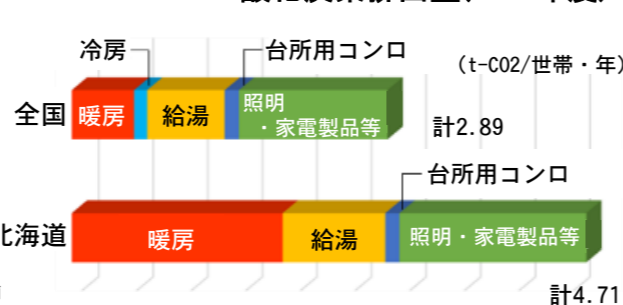 冷房
台所用コンロ
(t-CO2/世帯・年)
全国
暖房
給湯
照明
・家電製品等
計2.89
台所用コンロ
北海道
暖房
給湯
照明・家電製品等
計4.71